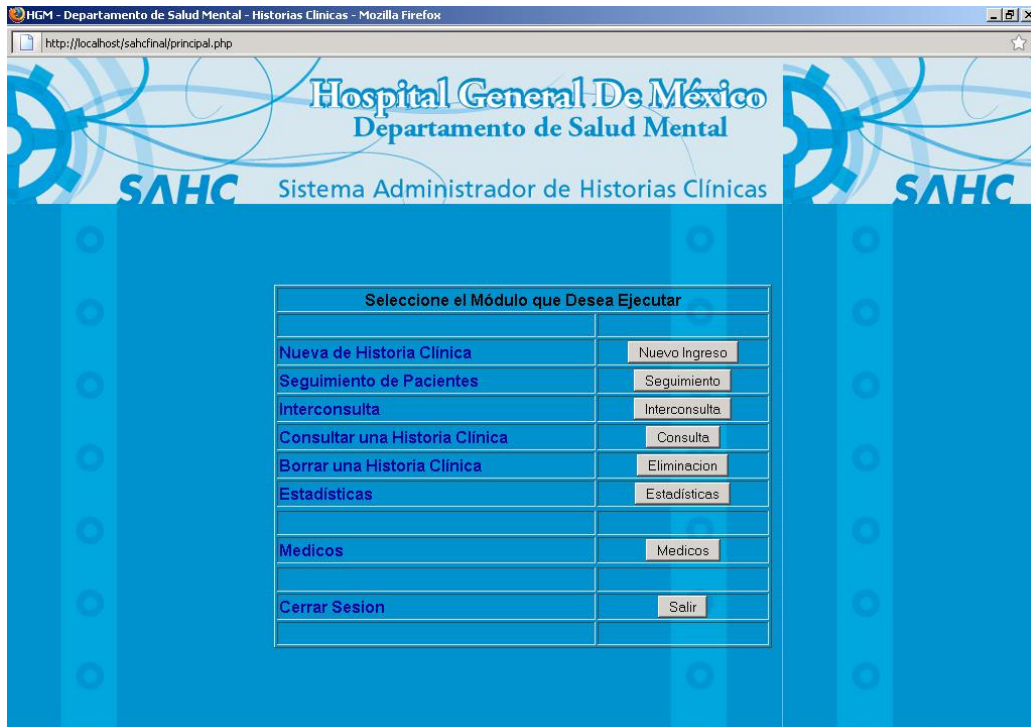 HGM - Departamento de Salud Mental - Historias Clinicas - Mozilla Firefox
http://localhost/sahcfinal/principal.php
Hospital General De México
Departamento de Salud Mental
SAHC Sistema Administrador de Historias Clínicas SAHC
Seleccione el Módulo que Desea Ejecutar
Nueva de Historia Clínica Nuevo Ingreso
Seguimiento de Pacientes Seguimiento
Interconsulta Interconsulta
Consultar una Historia Clínica Consulta
Borrar una Historia Clínica Eliminacion
Estadísticas Estadísticas
Medicos Medicos
Cerrar Sesion Salir